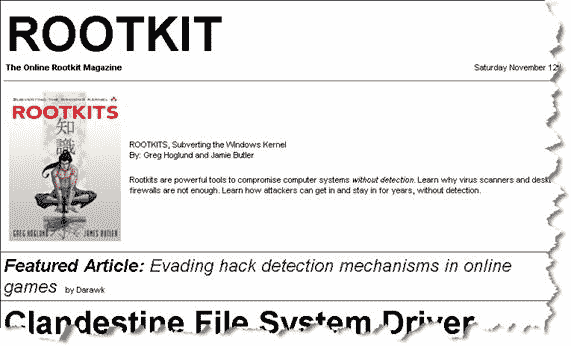 ROOTKIT
The Online Rootkit Magazine
Saturday November 12
SUBVERTING THE WINDOWS KERNEL
ROOTKITS
知
識
GREG HOGLUND JAMES BUTLER
ROOTKITS, Subverting the Windows Kernel
By: Greg Hoglund and Jamie Butler
Rootkits are powerful tools to compromise computer systems without detection. Learn why virus scanners and
firewalls are not enough. Learn how attackers can get in and stay in for years, without detection.
Featured Article: Evading hack detection mechanisms in online
games by Darawk
Clandestine File System Driver